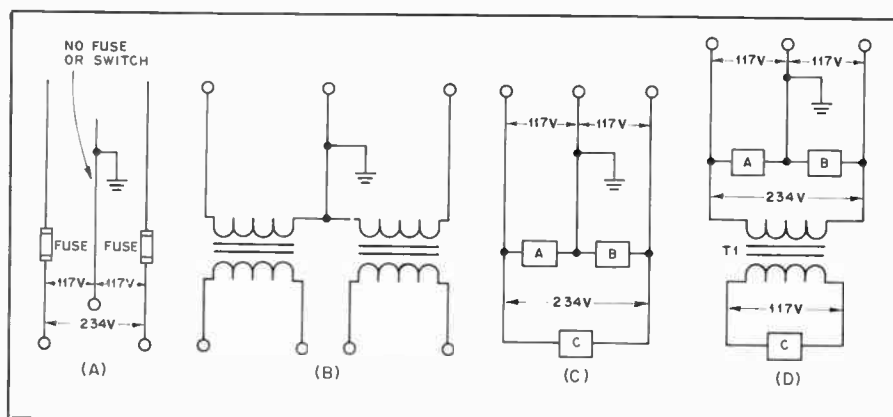 NO FUSE
OR SWITCH
FUSE FUSE
117V 117V
234V
(A)
(B)
117V 117V
A B
234V
C
(C)
117V 117V
A B
234V
T1
117V
C
(D)